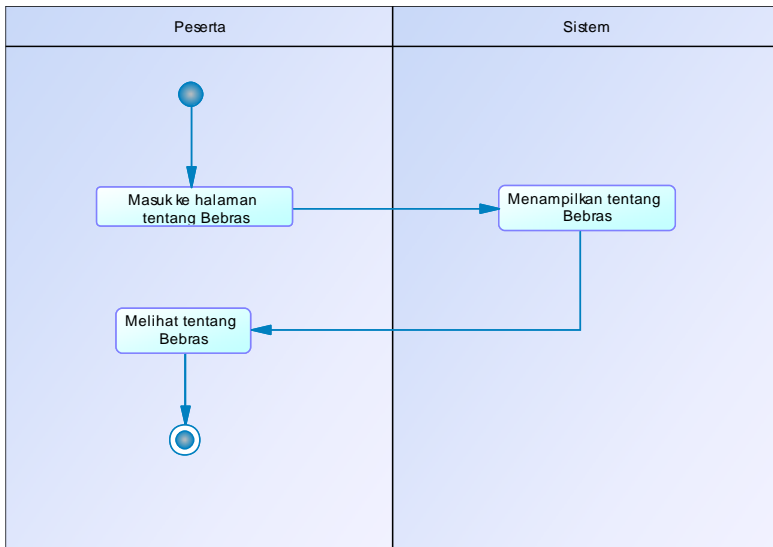 Peserta
Sistem
Masuk ke halaman
tentang Bebras
Menampilkan tentang
Bebras
Melihat tentang
Bebras